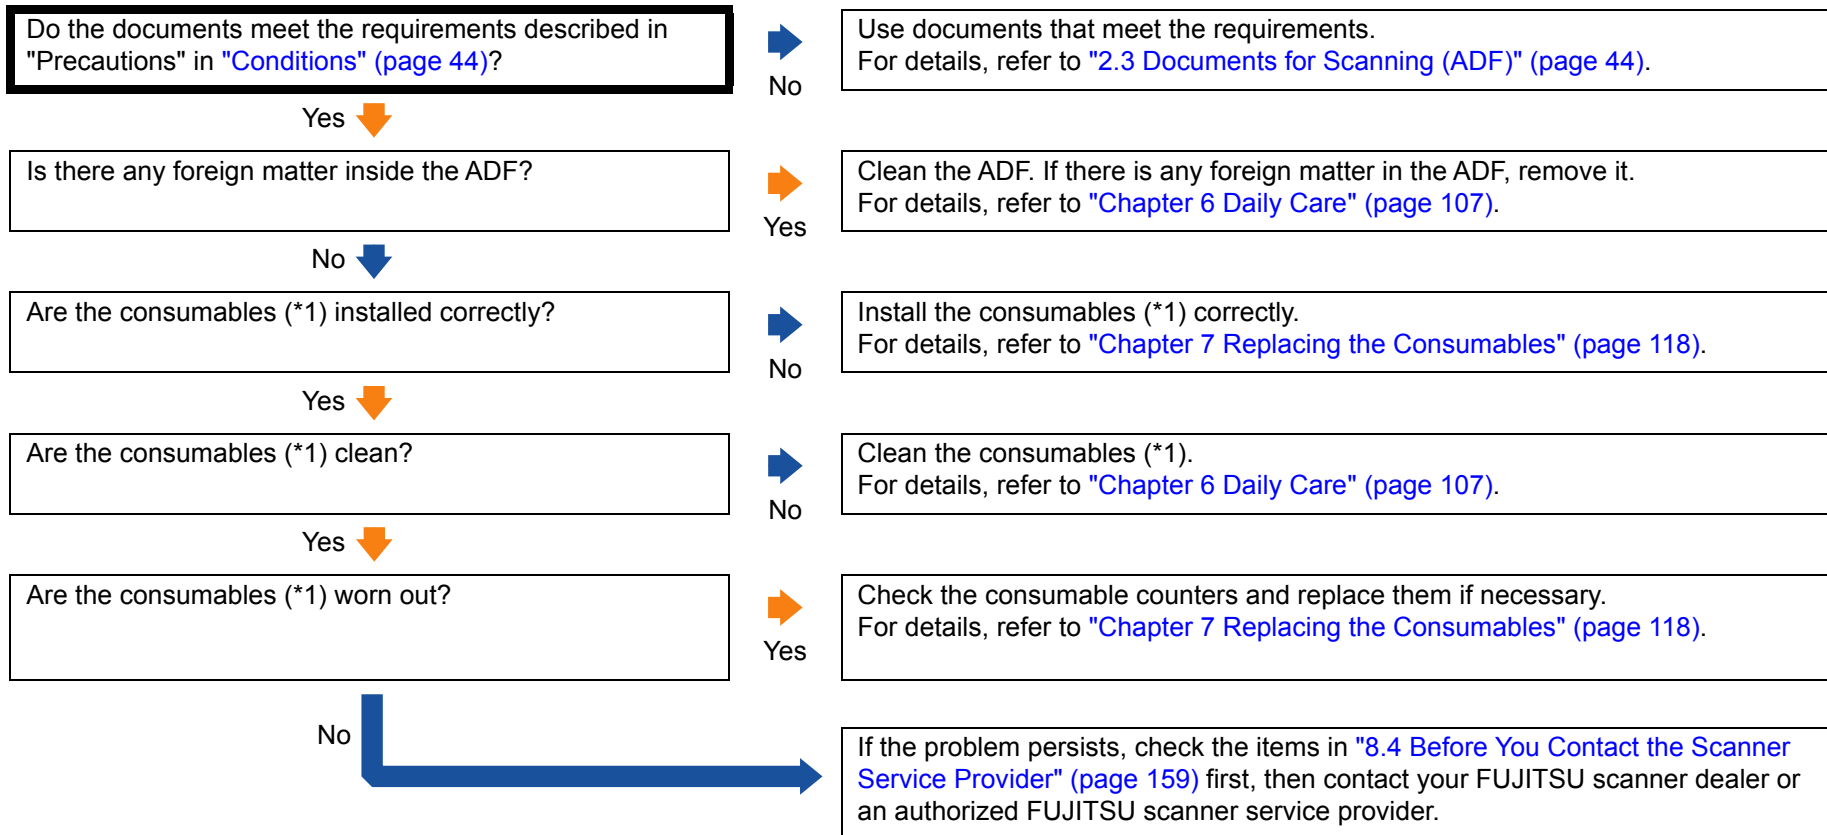 Do the documents meet the requirements described in
"Precautions" in "Conditions" (page 44)?
No
Use documents that meet the requirements.
For details, refer to "2.3 Documents for Scanning (ADF)" (page 44).
Yes
Is there any foreign matter inside the ADF?
Yes
Clean the ADF. If there is any foreign matter in the ADF, remove it.
For details, refer to "Chapter 6 Daily Care" (page 107).
No
Are the consumables (*1) installed correctly?
No
Install the consumables (*1) correctly.
For details, refer to "Chapter 7 Replacing the Consumables" (page 118).
Yes
Are the consumables (*1) clean?
No
Clean the consumables (*1).
For details, refer to "Chapter 6 Daily Care" (page 107).
Yes
Are the consumables (*1) worn out?
Yes
Check the consumable counters and replace them if necessary.
For details, refer to "Chapter 7 Replacing the Consumables" (page 118).
No
If the problem persists, check the items in "8.4 Before You Contact the Scanner
Service Provider" (page 159) first, then contact your FUJITSU scanner dealer or
an authorized FUJITSU scanner service provider.